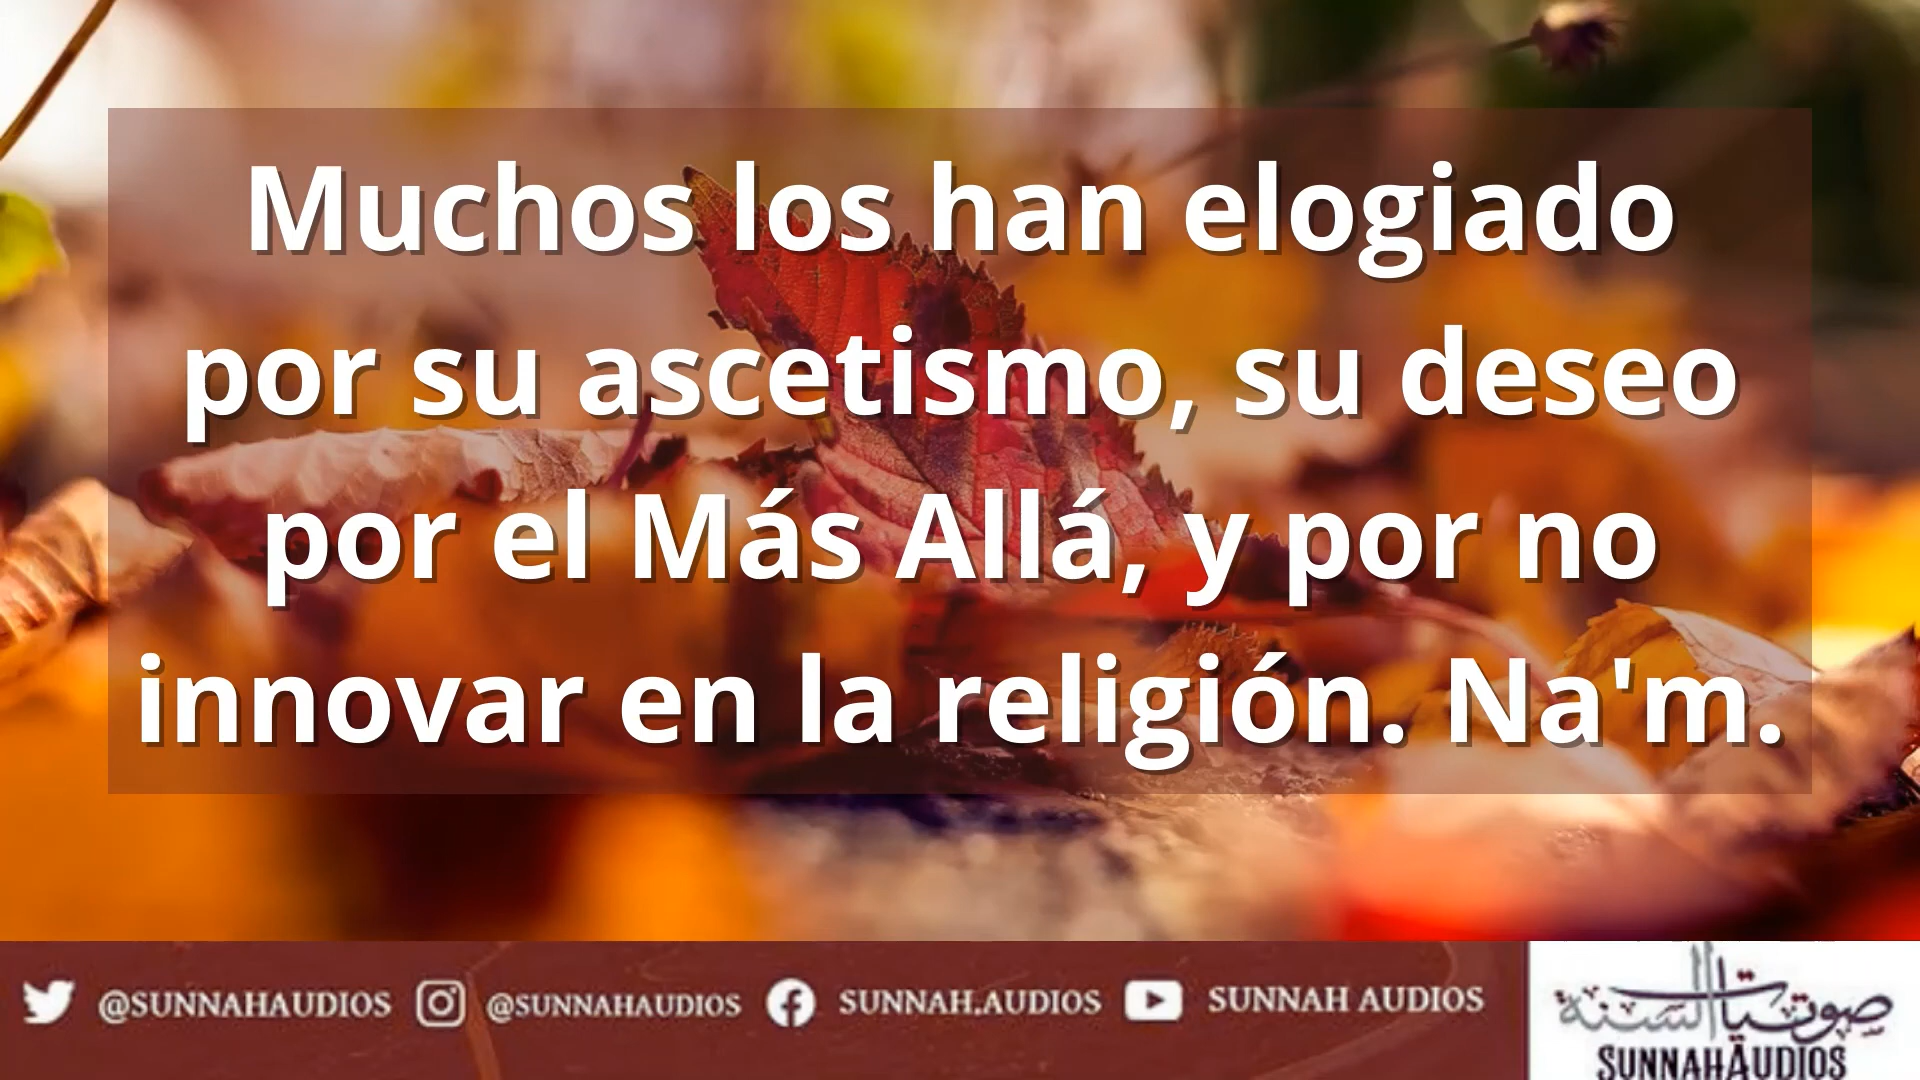 Muchos los han elogiado
por su ascetismo, su deseo
por el Más Allá, y por no
innovar en la religión. Na'm.
@SUNNAHAUDIOS @SUNNAHAUDIOS SUNNAH.AUDIOS SUNNAH AUDIOS
صوتيات السنة
SUNNAHAUDIOS